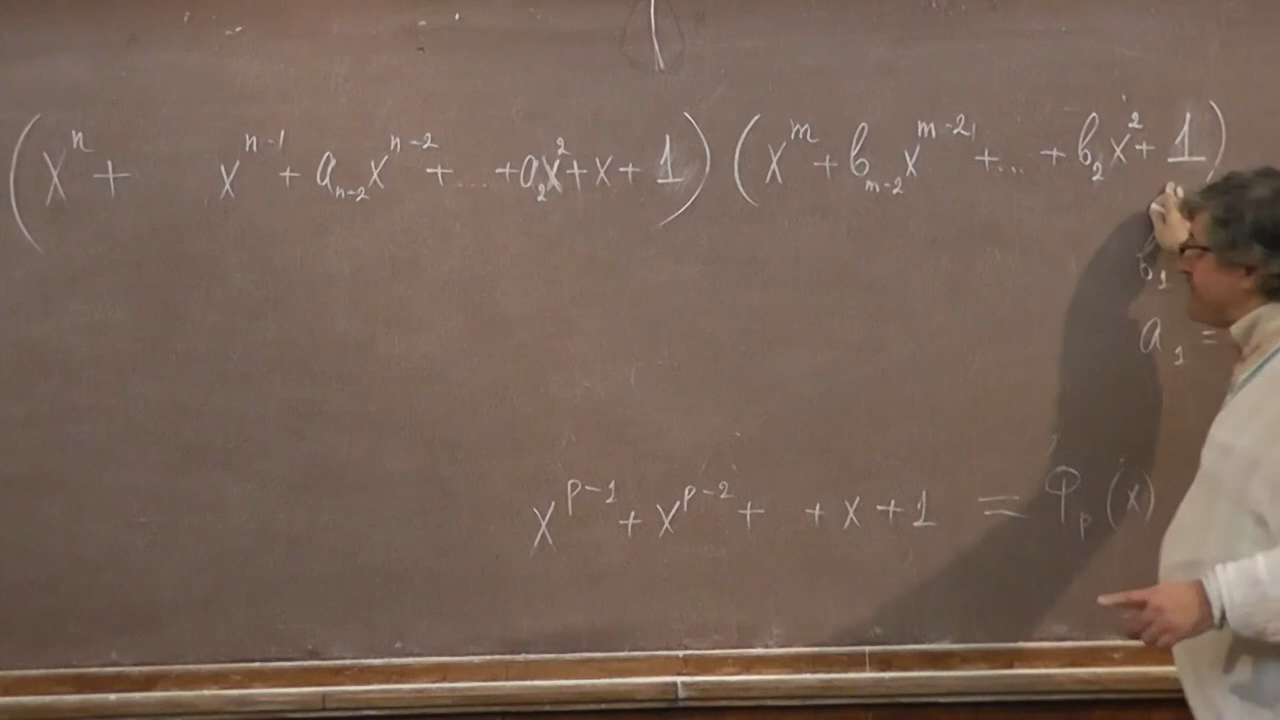 (x^n + x^{n-1} + a_{n-2}x^{n-2} + ... + a_2x^2 + x + 1)(x^m + b_{m-2}x^{m-2} + ... + b_2x^2 + 1)
b_1
a_1 =
x^{p-1} + x^{p-2} + + x + 1 = Φ_p(x)